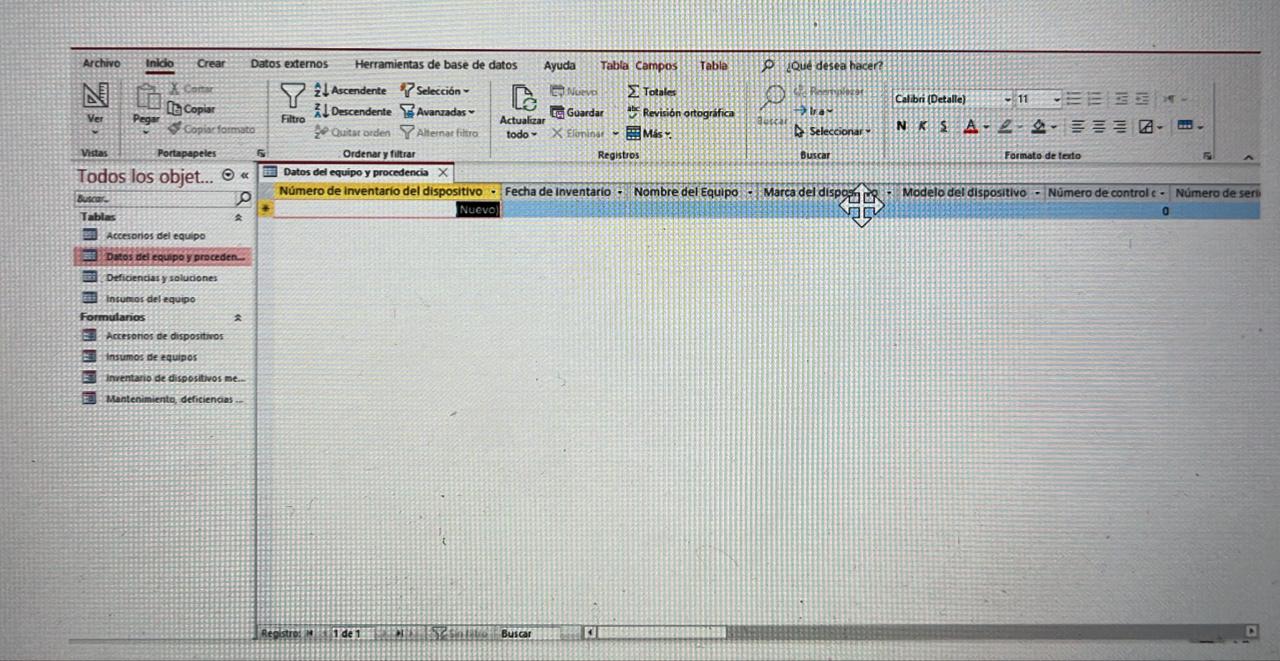 Archivo Inicio Crear Datos externos Herramientas de base de datos Ayuda Tabla Campos Tabla ¿Qué desea hacer?
Ver
Vistas
Pegar
Cortar
Copiar
Copiar formato
Portapapeles
Filtro
Ascendente
Descendente
Quitar orden
Selección
Avanzadas
Alternar filtro
Ordenar y filtrar
Actualizar
todo
Nuevo
Guardar
Eliminar
Totales
Revisión ortográfica
Más
Registros
Buscar
Reemplazar
Ir a
Seleccionar
Buscar
Calibri (Detalle) 11
N K S A
Formato de texto
Todos los objet... «
Buscar...
Tablas
Accesorios del equipo
Datos del equipo y proceden...
Deficiencias y soluciones
Insumos del equipo
Formularios
Accesorios de dispositivos
Insumos de equipos
Inventario de dispositivos me...
Mantenimiento, deficiencias ...
Datos del equipo y procedencia
Número de inventario del dispositivo Fecha de Inventario Nombre del Equipo Marca del dispositivo Modelo del dispositivo Número de control c Número de seri
* (Nuevo) 0
Registro: 1 de 1 Sin filtro Buscar